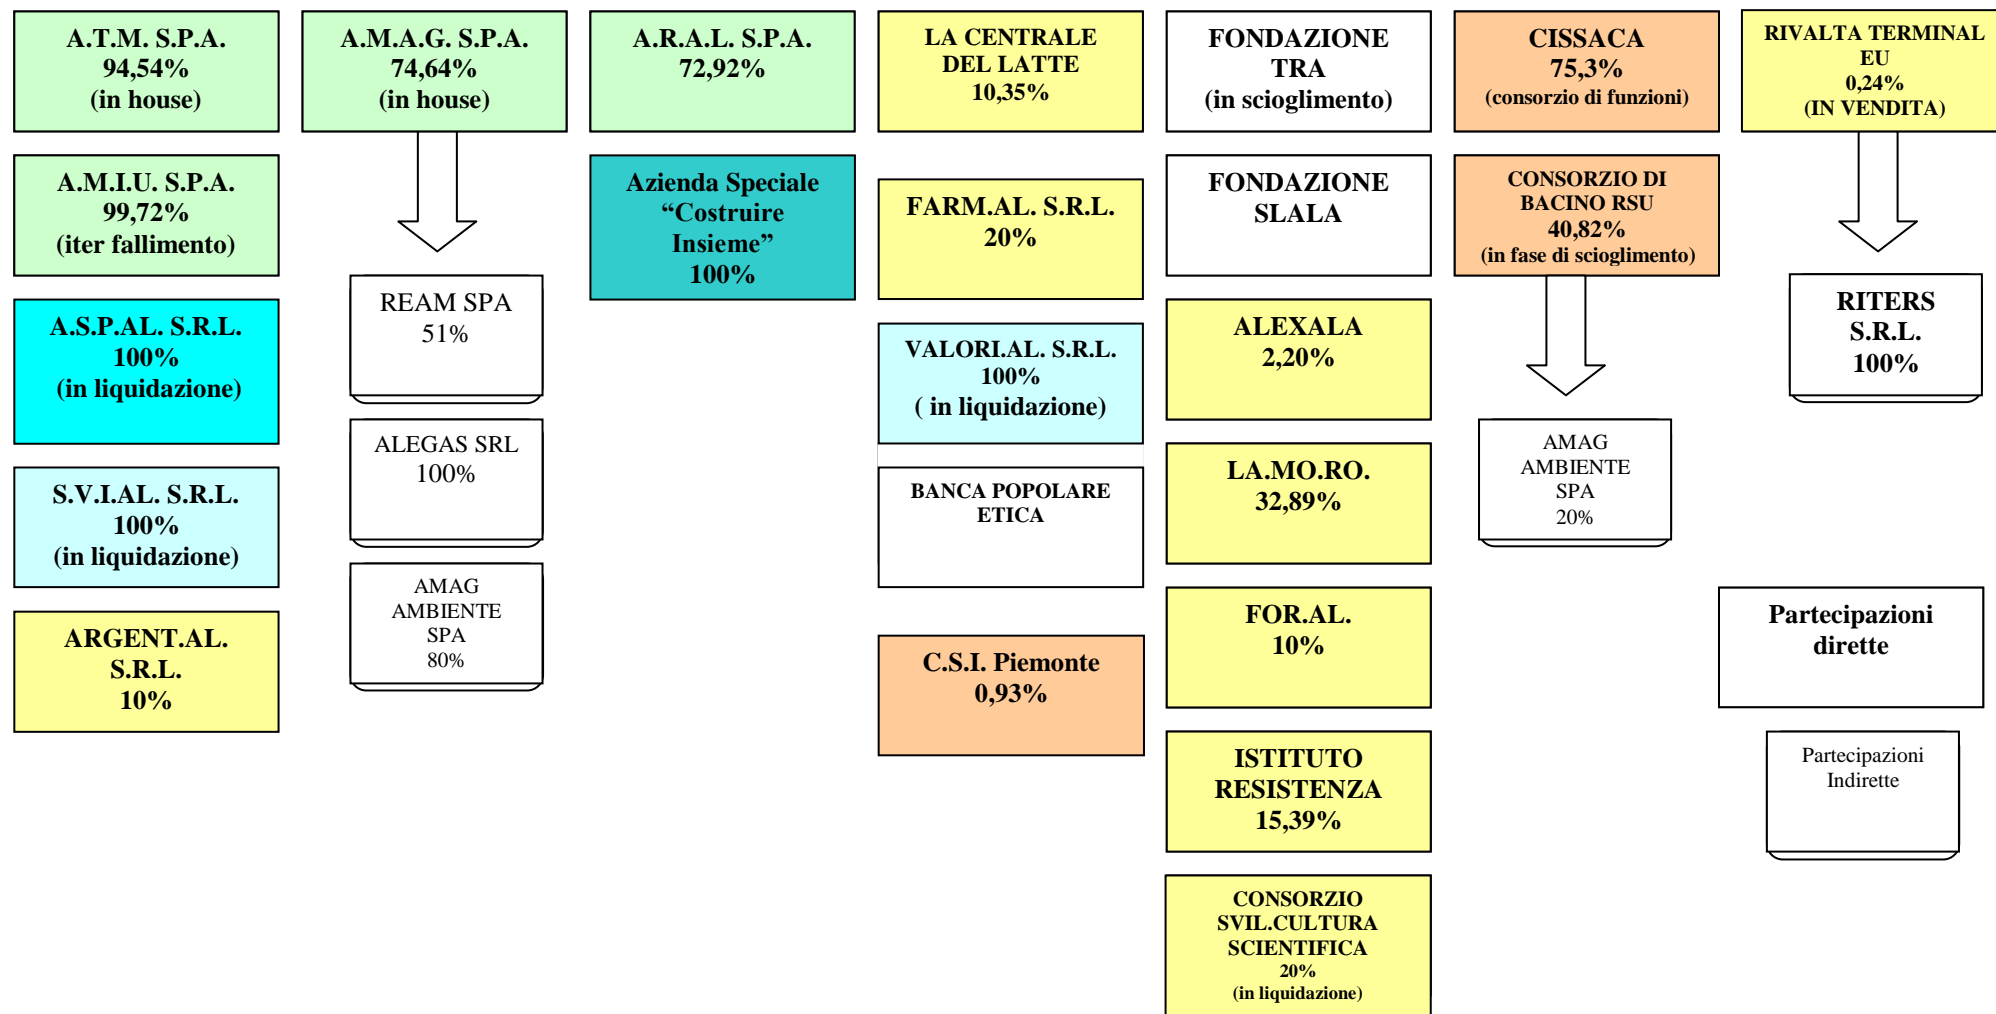 A.T.M. S.P.A.
94,54%
(in house)
A.M.I.U. S.P.A.
99,72%
(iter fallimento)
A.S.P.AL. S.R.L.
100%
(in liquidazione)
S.V.I.AL. S.R.L.
100%
(in liquidazione)
ARGENT.AL.
S.R.L.
10%
A.M.A.G. S.P.A.
74,64%
(in house)
REAM SPA
51%
ALEGAS SRL
100%
AMAG
AMBIENTE
SPA
80%
A.R.A.L. S.P.A.
72,92%
Azienda Speciale
“Costruire
Insieme”
100%
LA CENTRALE
DEL LATTE
10,35%
FARM.AL. S.R.L.
20%
VALORI.AL. S.R.L.
100%
( in liquidazione)
BANCA POPOLARE
ETICA
C.S.I. Piemonte
0,93%
FONDAZIONE
TRA
(in scioglimento)
FONDAZIONE
SLALA
ALEXALA
2,20%
LA.MO.RO.
32,89%
FOR.AL.
10%
ISTITUTO
RESISTENZA
15,39%
CONSORZIO
SVIL.CULTURA
SCIENTIFICA
20%
(in liquidazione)
CISSACA
75,3%
(consorzio di funzioni)
CONSORZIO DI
BACINO RSU
40,82%
(in fase di scioglimento)
AMAG
AMBIENTE
SPA
20%
RIVALTA TERMINAL
EU
0,24%
(IN VENDITA)
RITERS
S.R.L.
100%
Partecipazioni
dirette
Partecipazioni
Indirette